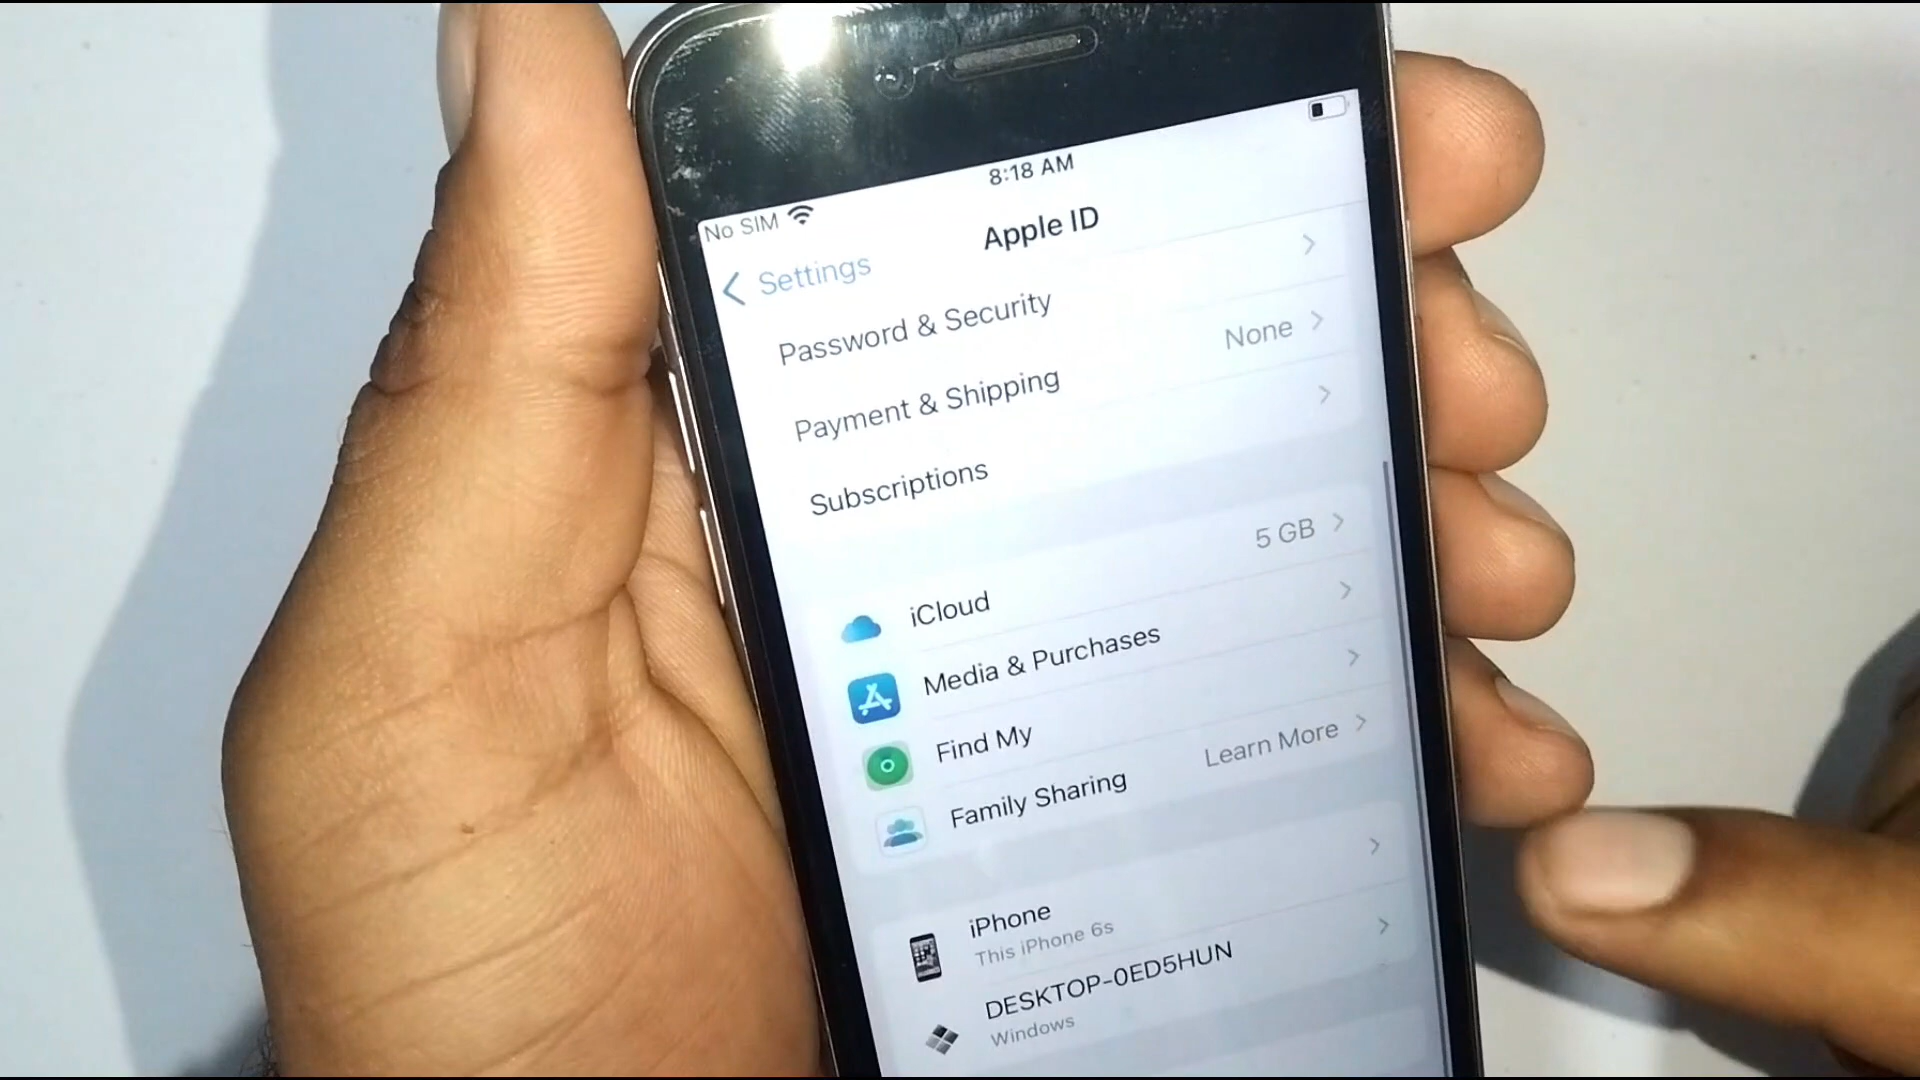 No SIM
8:18 AM
Settings
Apple ID
Password & Security
Payment & Shipping
None
Subscriptions
iCloud
5 GB
Media & Purchases
Find My
Family Sharing
Learn More
iPhone
This iPhone 6s
DESKTOP-0ED5HUN
Windows